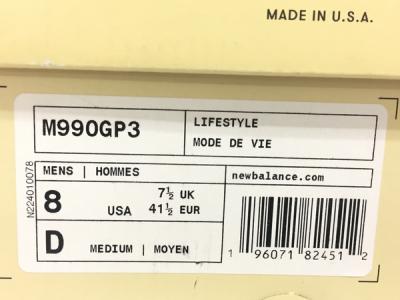 MADE IN U.S.A.
M990GP3
LIFESTYLE
MODE DE VIE
MENS | HOMMES
8
USA
7½ UK
41½ EUR
D
MEDIUM | MOYEN
newbalance.com
1 96071 82451 2
N224010078